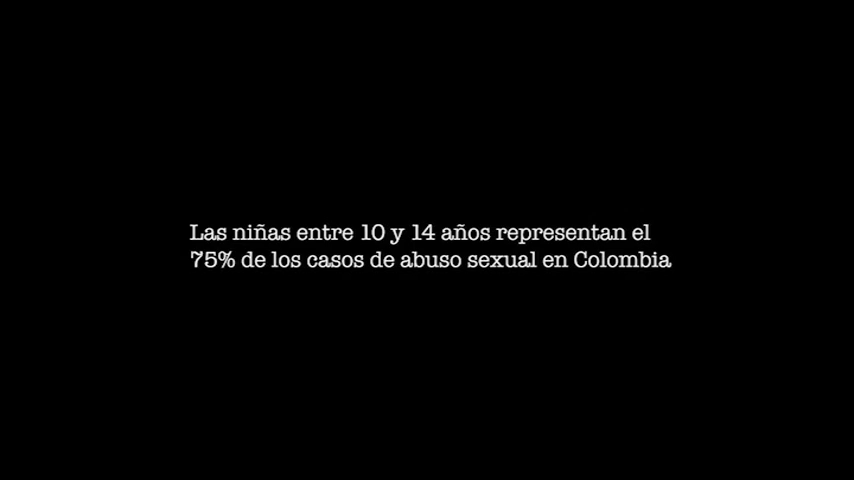 Las niñas entre 10 y 14 años representan el
75% de los casos de abuso sexual en Colombia